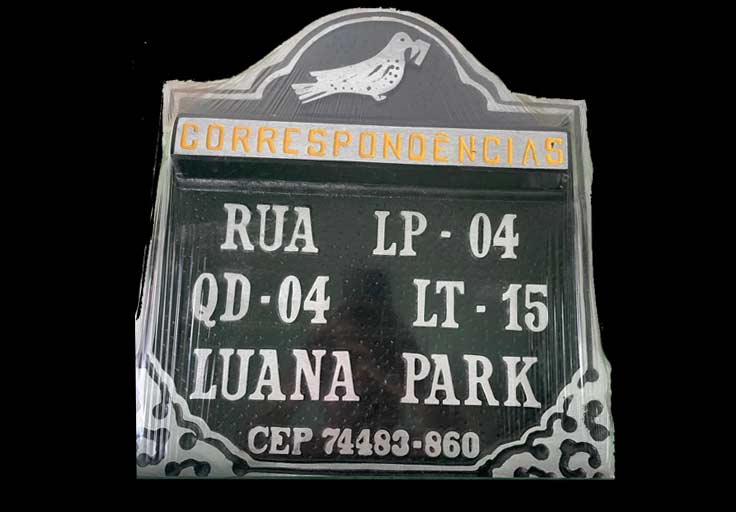 CORRESPONDÊNCIAS
RUA LP - 04
QD - 04 LT - 15
LUANA PARK
CEP 74483-860